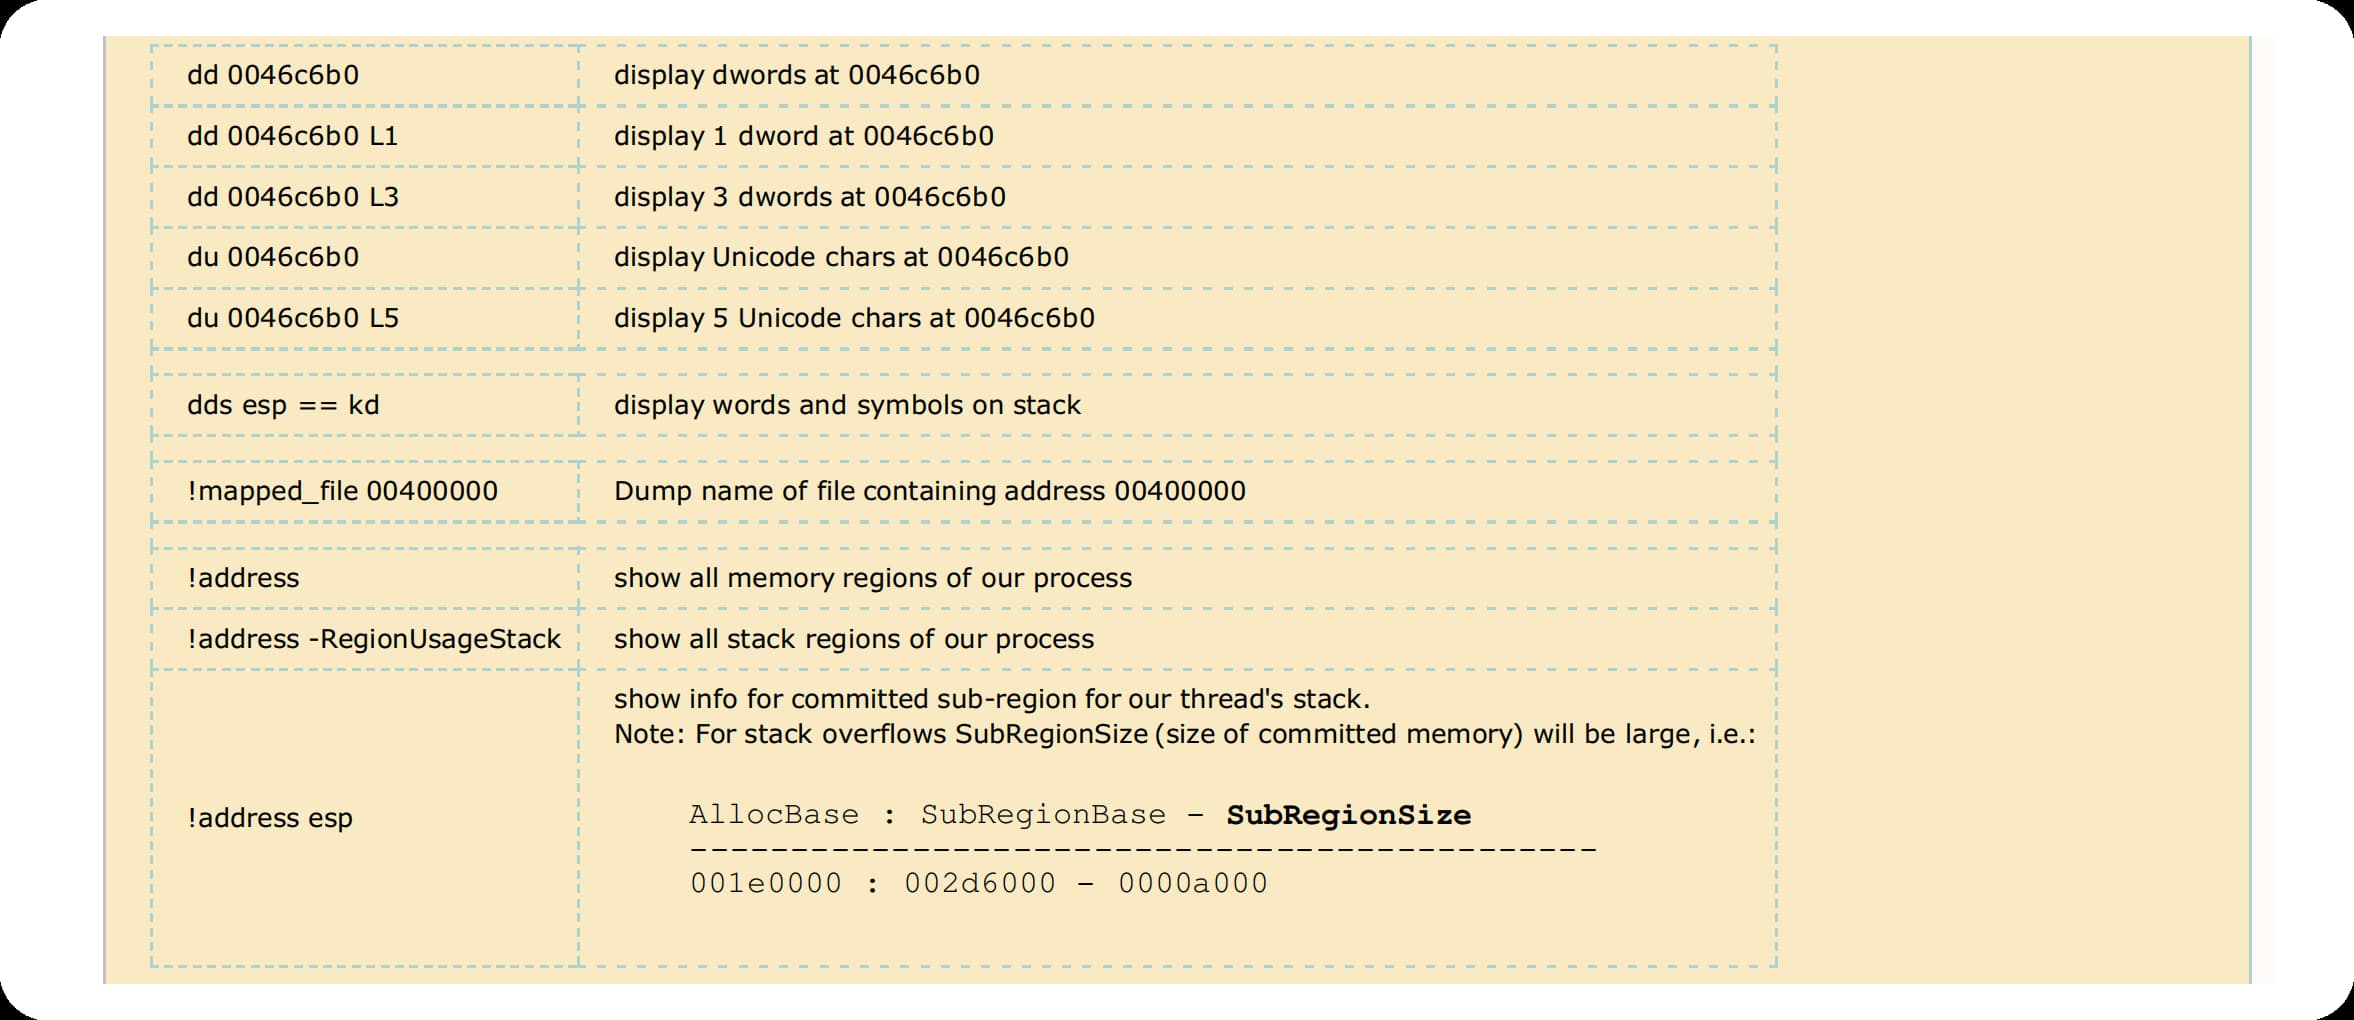 dd 0046c6b0 display dwords at 0046c6b0
dd 0046c6b0 L1 display 1 dword at 0046c6b0
dd 0046c6b0 L3 display 3 dwords at 0046c6b0
du 0046c6b0 display Unicode chars at 0046c6b0
du 0046c6b0 L5 display 5 Unicode chars at 0046c6b0
dds esp == kd display words and symbols on stack
!mapped_file 00400000 Dump name of file containing address 00400000
!address show all memory regions of our process
!address -RegionUsageStack show all stack regions of our process
!address esp
show info for committed sub-region for our thread's stack.
Note: For stack overflows SubRegionSize (size of committed memory) will be large, i.e.:
AllocBase : SubRegionBase - SubRegionSize
---------------------------------------------
001e0000 : 002d6000 - 0000a000